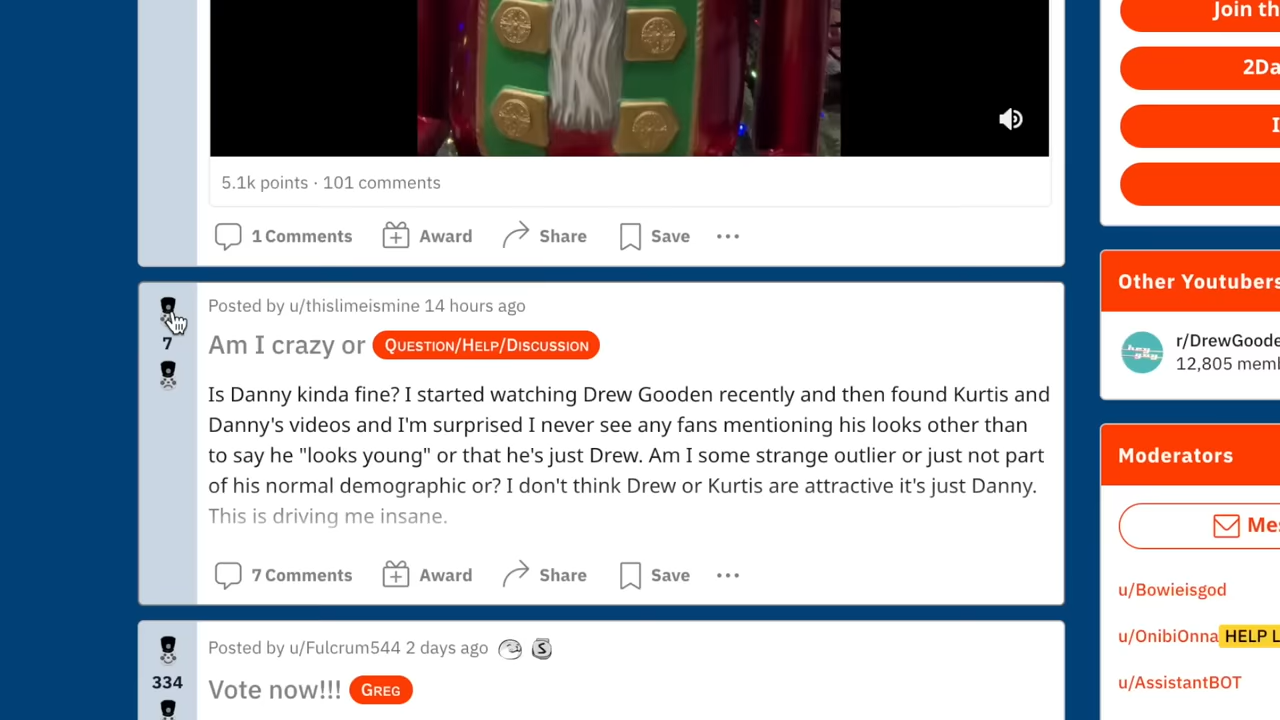 5.1k points · 101 comments
1 Comments Award Share Save
Posted by u/thislimeismine 14 hours ago
7
Am I crazy or QUESTION/HELP/DISCUSSION
Is Danny kinda fine? I started watching Drew Gooden recently and then found Kurtis and
Danny's videos and I'm surprised I never see any fans mentioning his looks other than
to say he "looks young" or that he's just Drew. Am I some strange outlier or just not part
of his normal demographic or? I don't think Drew or Kurtis are attractive it's just Danny.
This is driving me insane.
7 Comments Award Share Save
Posted by u/Fulcrum544 2 days ago
334
Vote now!!! GREG
Join th
2Da
Other Youtubers
r/DrewGoode
12,805 memb
Moderators
Mes
u/Bowieisgod
u/OnibiOnna HELP L
u/AssistantBOT